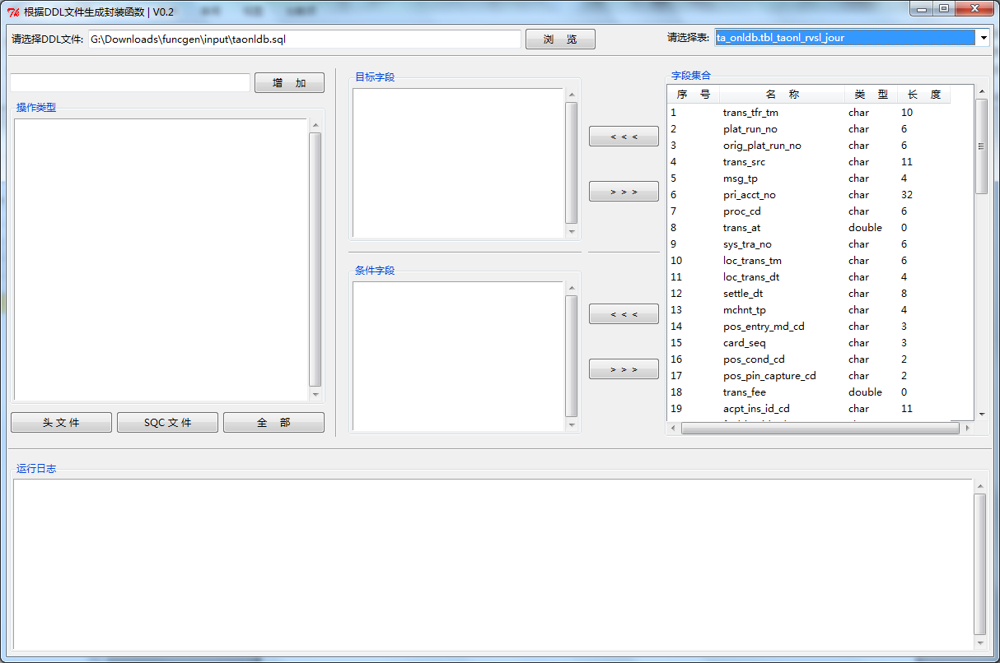 根据DDL文件生成封装函数 | V0.2
请选择DDL文件: G:\Downloads\funcgen\input\taonldb.sql 浏 览 请选择表: ta_onldb.tbl_taonl_rvsl_jour
增 加
操作类型
头 文 件 SQC 文 件 全 部
目标字段
< < <
> > >
条件字段
< < <
> > >
字段集合
序 号 名 称 类 型 长 度
1 trans_tfr_tm char 10
2 plat_run_no char 6
3 orig_plat_run_no char 6
4 trans_src char 11
5 msg_tp char 4
6 pri_acct_no char 32
7 proc_cd char 6
8 trans_at double 0
9 sys_tra_no char 6
10 loc_trans_tm char 6
11 loc_trans_dt char 4
12 settle_dt char 8
13 mchnt_tp char 4
14 pos_entry_md_cd char 3
15 card_seq char 3
16 pos_cond_cd char 2
17 pos_pin_capture_cd char 2
18 trans_fee double 0
19 acpt_ins_id_cd char 11
运行日志